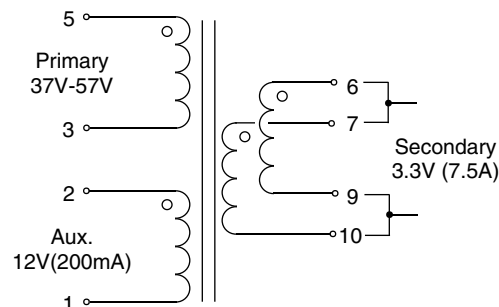 5
Primary
37V-57V
3
2
Aux.
12V(200mA)
1
6
7
Secondary
3.3V (7.5A)
9
10